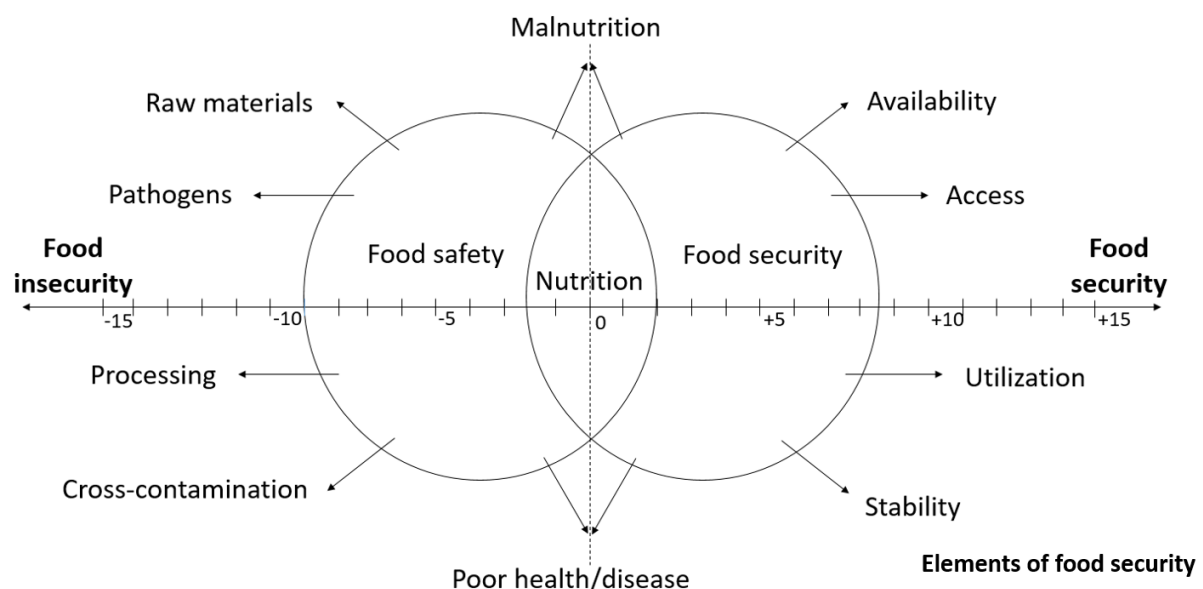 Malnutrition
Raw materials
Availability
Pathogens
Access
Food
insecurity
Food safety
Food security
Nutrition
Food
security
-15
-10
-5
0
+5
+10
+15
Processing
Utilization
Cross-contamination
Stability
Elements of food security
Poor health/disease